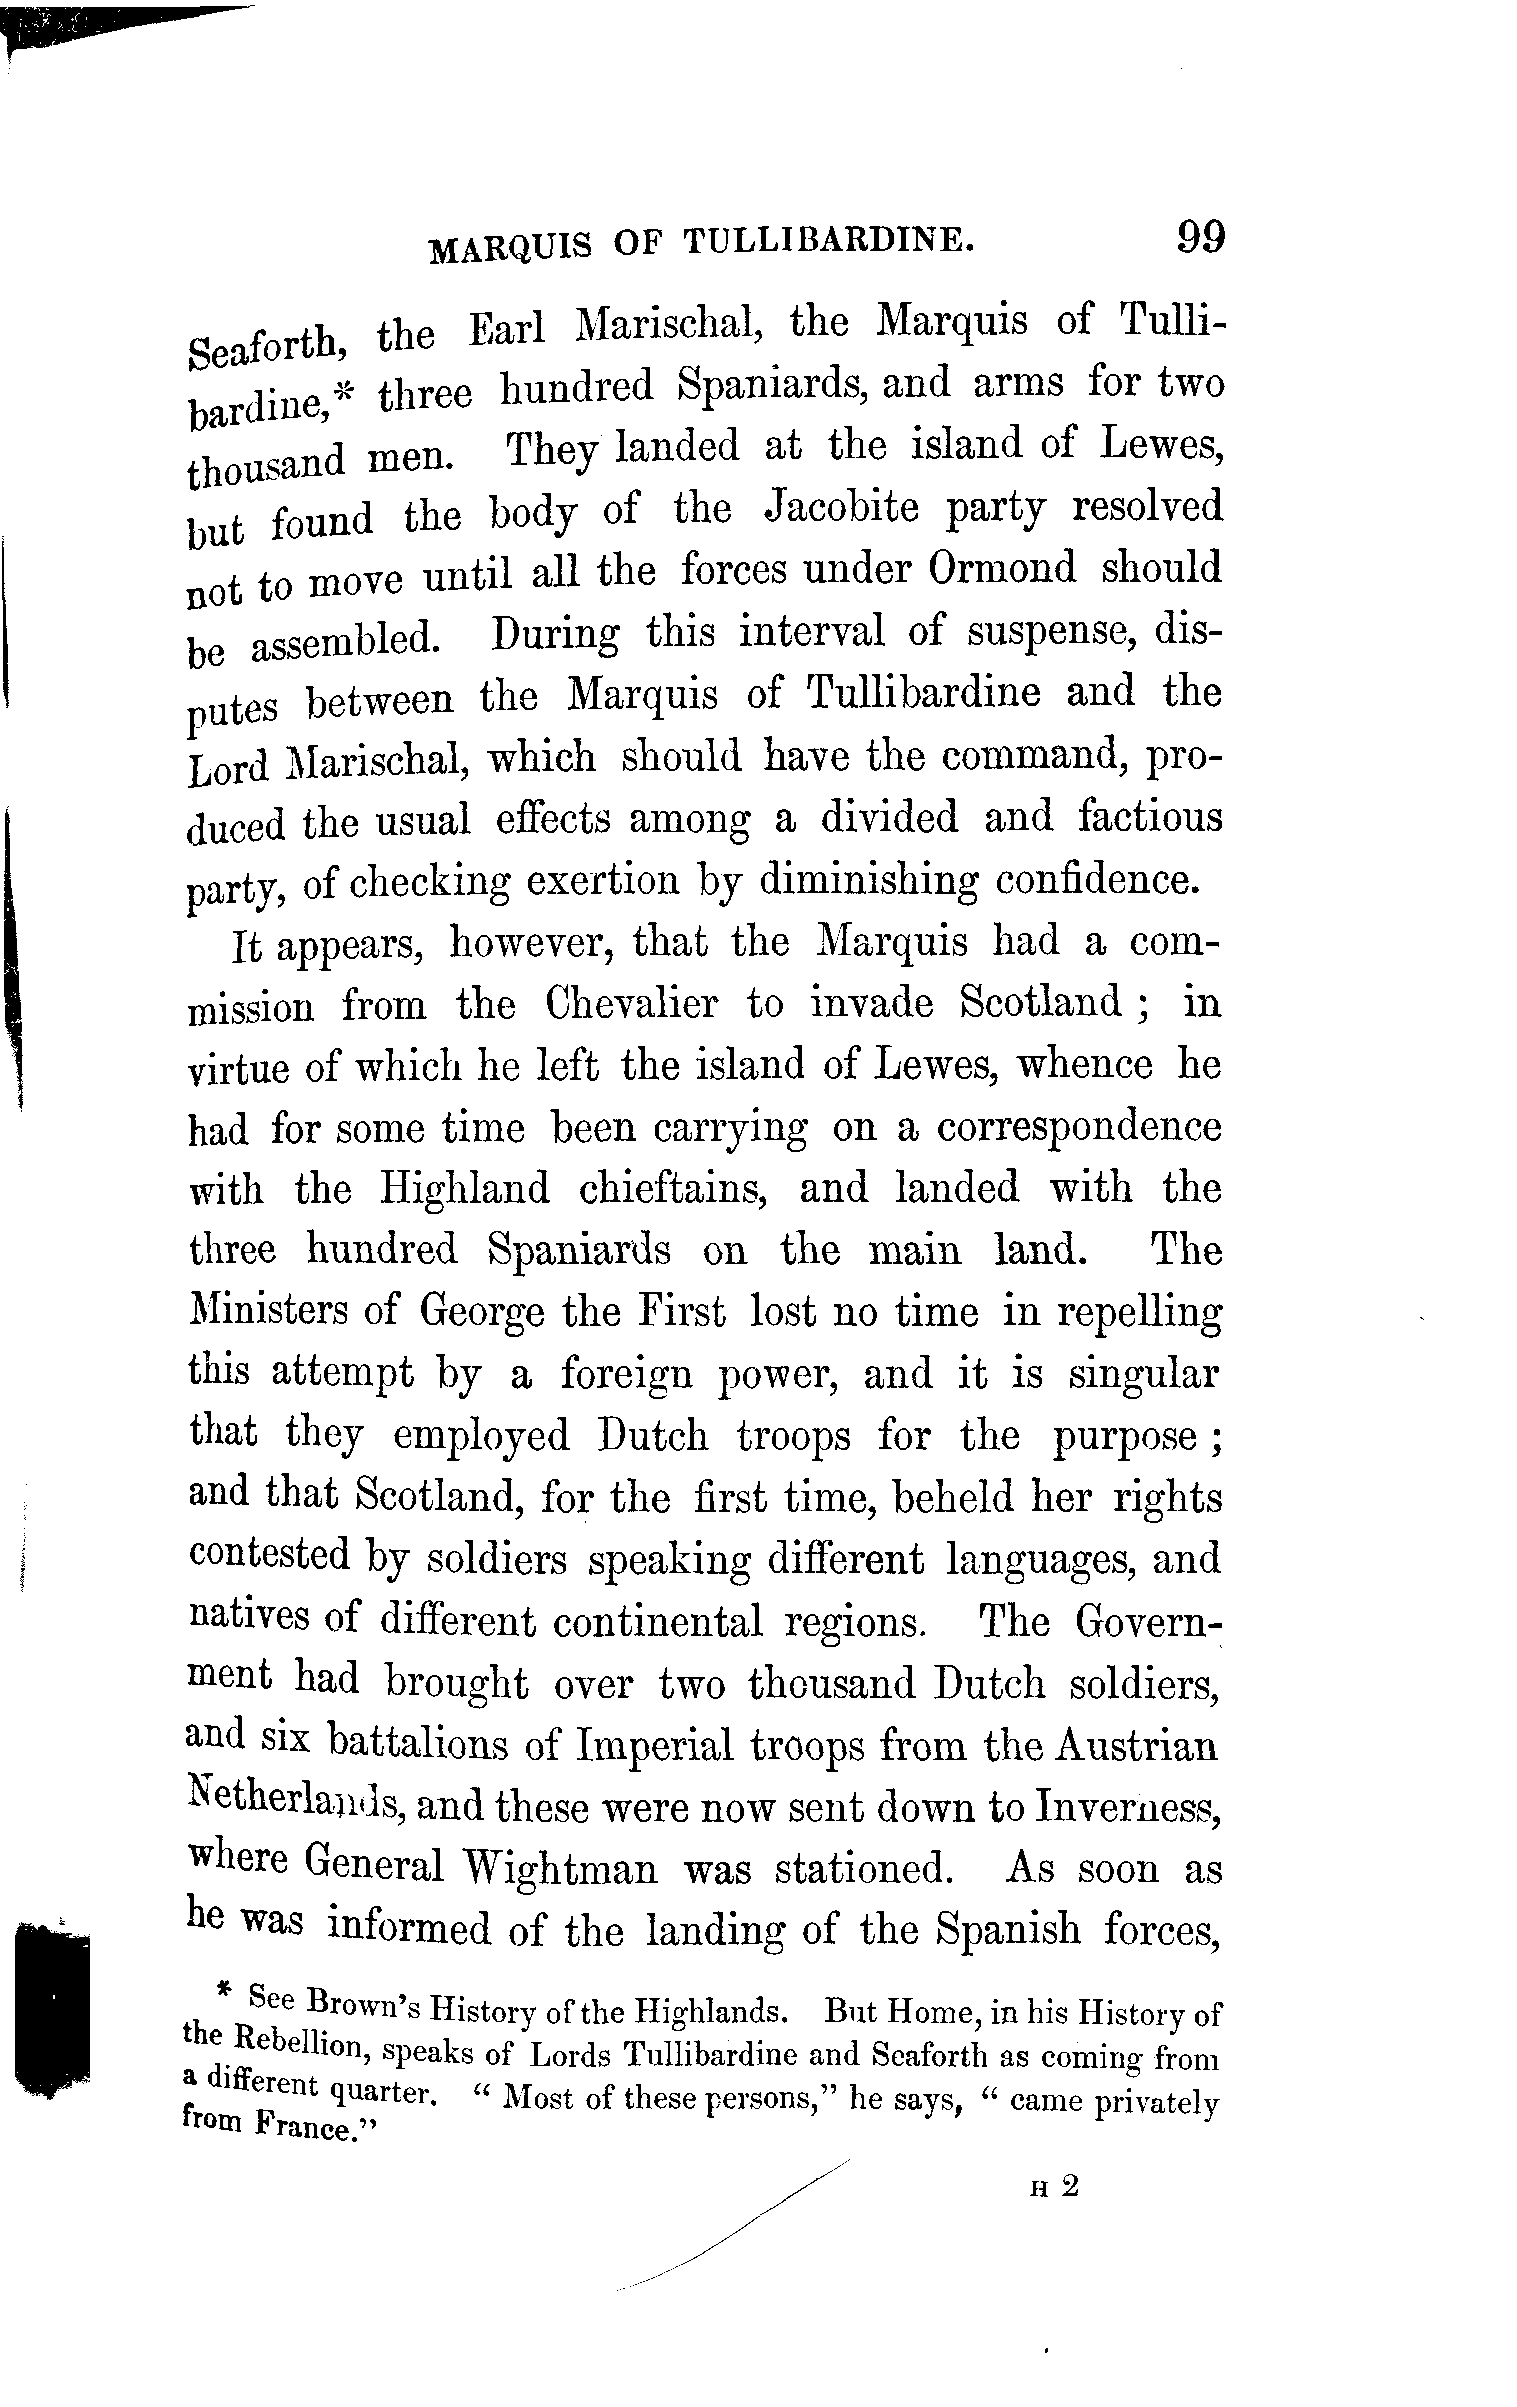 MARQUIS OF TULLIBARDINE. 99
Seaforth, the Earl Marischal, the Marquis of Tulli-
bardine,* three hundred Spaniards, and arms for two
thousand men. They landed at the island of Lewes,
but found the body of the Jacobite party resolved
not to move until all the forces under Ormond should
be assembled. During this interval of suspense, dis-
putes between the Marquis of Tullibardine and the
Lord Marischal, which should have the command, pro-
duced the usual effects among a divided and factious
party, of checking exertion by diminishing confidence.
It appears, however, that the Marquis had a com-
mission from the Chevalier to invade Scotland ; in
virtue of which he left the island of Lewes, whence he
had for some time been carrying on a correspondence
with the Highland chieftains, and landed with the
three hundred Spaniards on the main land. The
Ministers of George the First lost no time in repelling
this attempt by a foreign power, and it is singular
that they employed Dutch troops for the purpose ;
and that Scotland, for the first time, beheld her rights
contested by soldiers speaking different languages, and
natives of different continental regions. The Govern-
ment had brought over two thousand Dutch soldiers,
and six battalions of Imperial troops from the Austrian
Netherlands, and these were now sent down to Inverness,
where General Wightman was stationed. As soon as
he was informed of the landing of the Spanish forces,
* See Brown's History of the Highlands. But Home, in his History of
the Rebellion, speaks of Lords Tullibardine and Seaforth as coming from
a different quarter. “ Most of these persons,” he says, “ came privately
from France.”
H 2